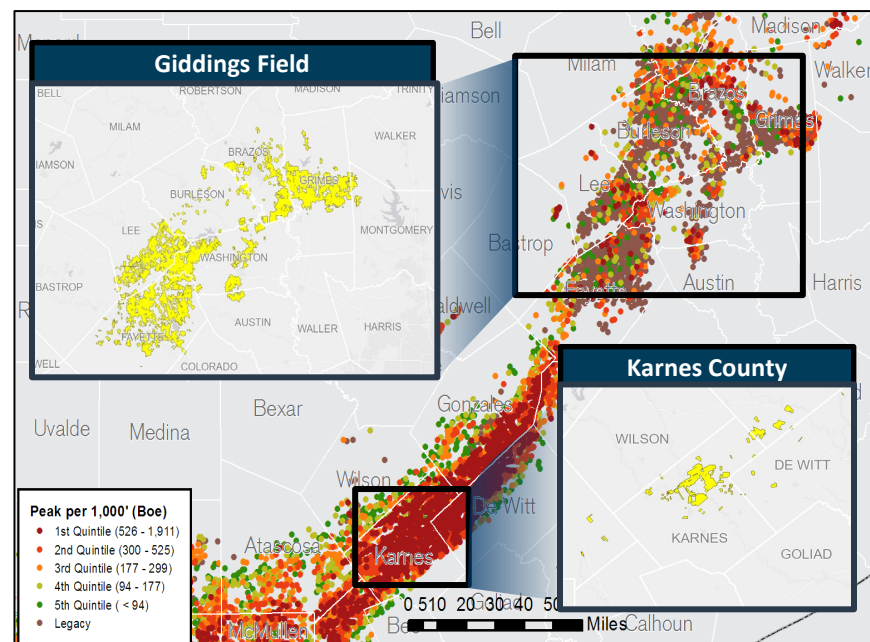 Bell
Madison
Milam
Walker
Giddings Field
BELL
ROBERTSON
MADISON
TRINITY
MILAM
WALKER
BRAZOS
GRIMES
BURLESON
LEE
MONTGOMERY
WASHINGTON
BASTROP
AUSTIN
WALLER
HARRIS
FAYETTE
COLORADO
Brazos
Grimes
Burleson
Lee
Washington
Bastrop
Austin
Harris
Fayette
Karnes County
WILSON
DE WITT
KARNES
GOLIAD
Gonzales
Bexar
Uvalde
Medina
Wilson
De Witt
Atascosa
Karnes
McMullen
Calhoun
Peak per 1,000' (Boe)
1st Quintile (526 - 1,911)
2nd Quintile (300 - 525)
3rd Quintile (177 - 299)
4th Quintile (94 - 177)
5th Quintile ( < 94)
Legacy
0 5 10 20 30 40
Miles